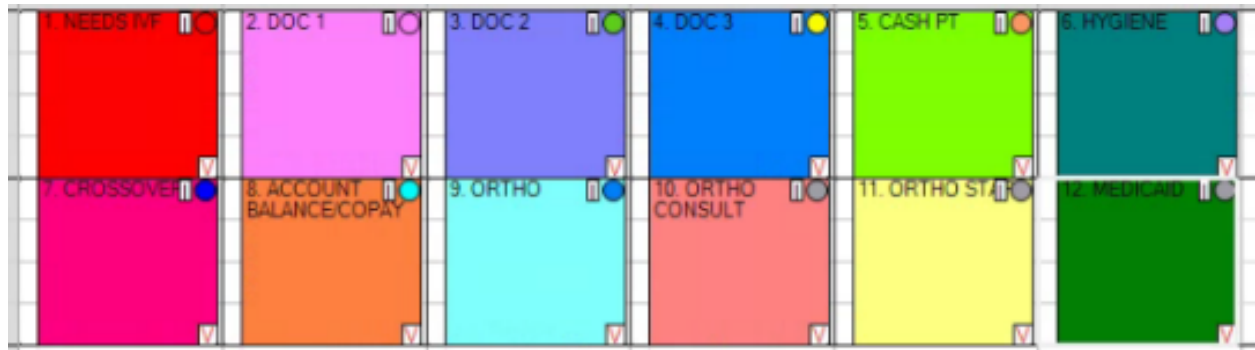 1. NEEDS IVF
2. DOC 1
3. DOC 2
4. DOC 3
5. CASH PT
6. HYGIENE
7. CROSSOVER
8. ACCOUNT
BALANCE/COPAY
9. ORTHO
10. ORTHO
CONSULT
11. ORTHO
12. MEDICAID
V
V
V
V
V
V
V
V
V
V
V
V